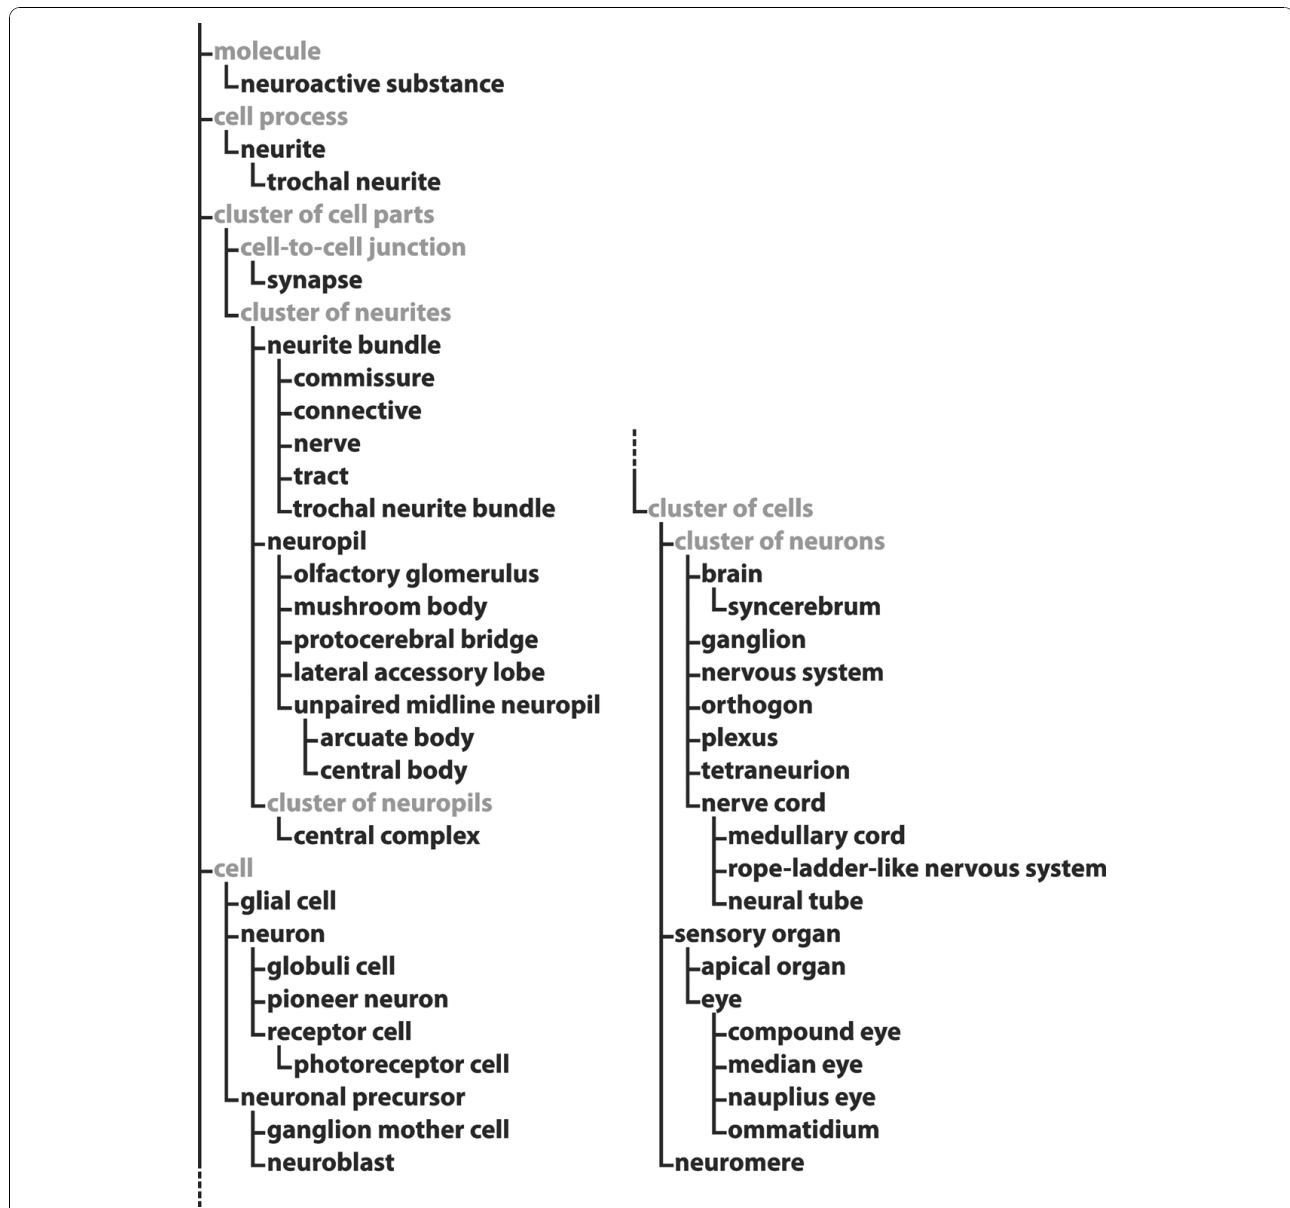 molecule
neuroactive substance
cell process
neurite
trochal neurite
cluster of cell parts
cell-to-cell junction
synapse
cluster of neurites
neurite bundle
commissure
connective
nerve
tract
trochal neurite bundle
neuropil
olfactory glomerulus
mushroom body
protocerebral bridge
lateral accessory lobe
unpaired midline neuropil
arcuate body
central body
cluster of neuropils
central complex
cell
glial cell
neuron
globuli cell
pioneer neuron
receptor cell
photoreceptor cell
neuronal precursor
ganglion mother cell
neuroblast
cluster of cells
cluster of neurons
brain
syncerebrum
ganglion
nervous system
orthogon
plexus
tetraneurion
nerve cord
medullary cord
rope-ladder-like nervous system
neural tube
sensory organ
apical organ
eye
compound eye
median eye
nauplius eye
ommatidium
neuromere